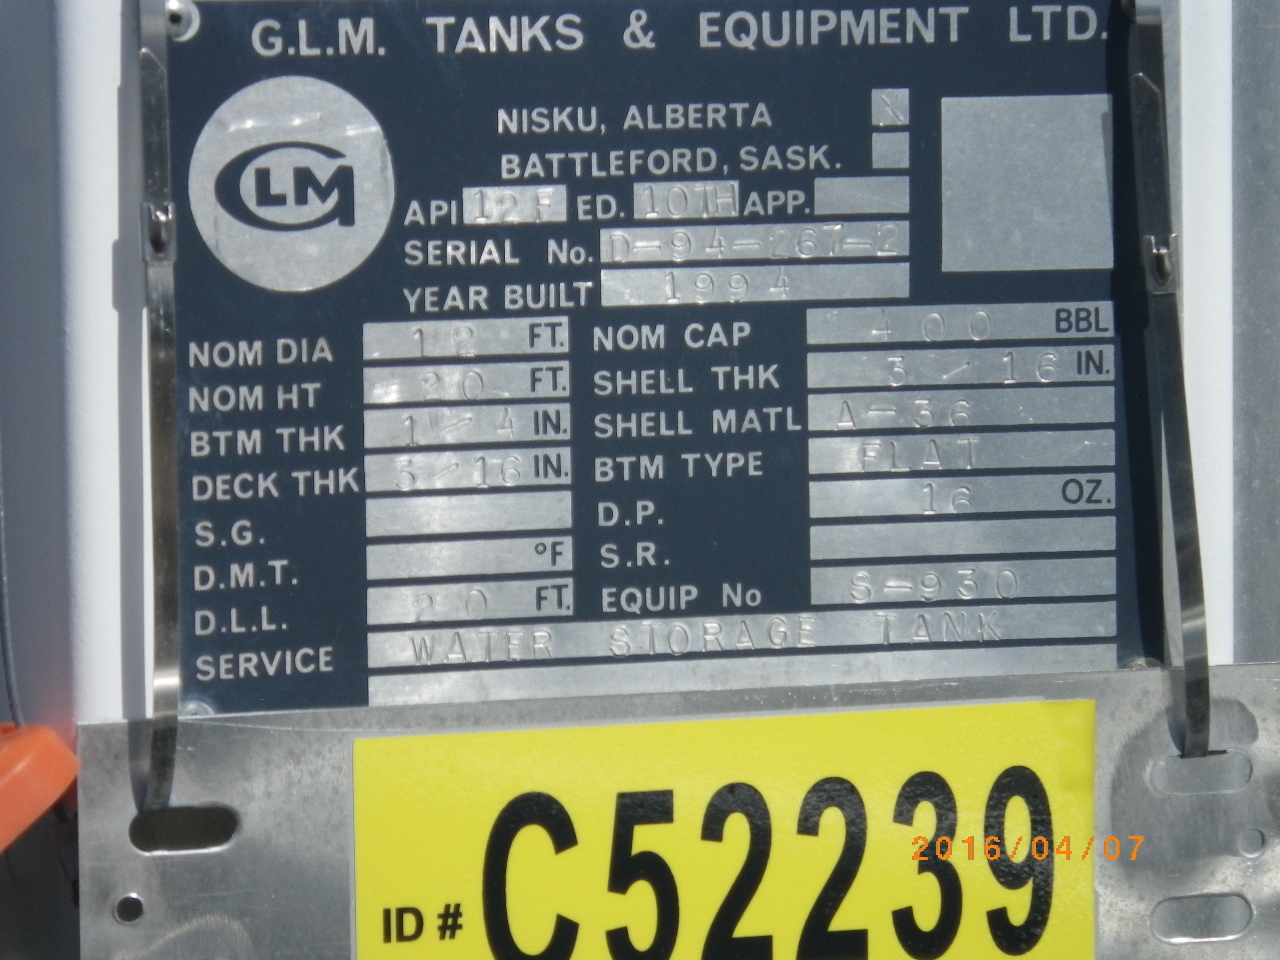 G.L.M. TANKS & EQUIPMENT LTD.
GLM
NISKU, ALBERTA X
BATTLEFORD, SASK.
API 12F ED. 10TH APP.
SERIAL No. D-94-267-2
YEAR BUILT 1994
NOM DIA 12 FT. NOM CAP 400 BBL
NOM HT 20 FT. SHELL THK 3/16 IN.
BTM THK 1/4 IN. SHELL MATL A-36
DECK THK 3/16 IN. BTM TYPE FLAT
S.G. D.P. 16 OZ.
D.M.T. °F S.R.
D.L.L. 20 FT. EQUIP No S-930
SERVICE WATER STORAGE TANK
ID # C52239
2016/04/07